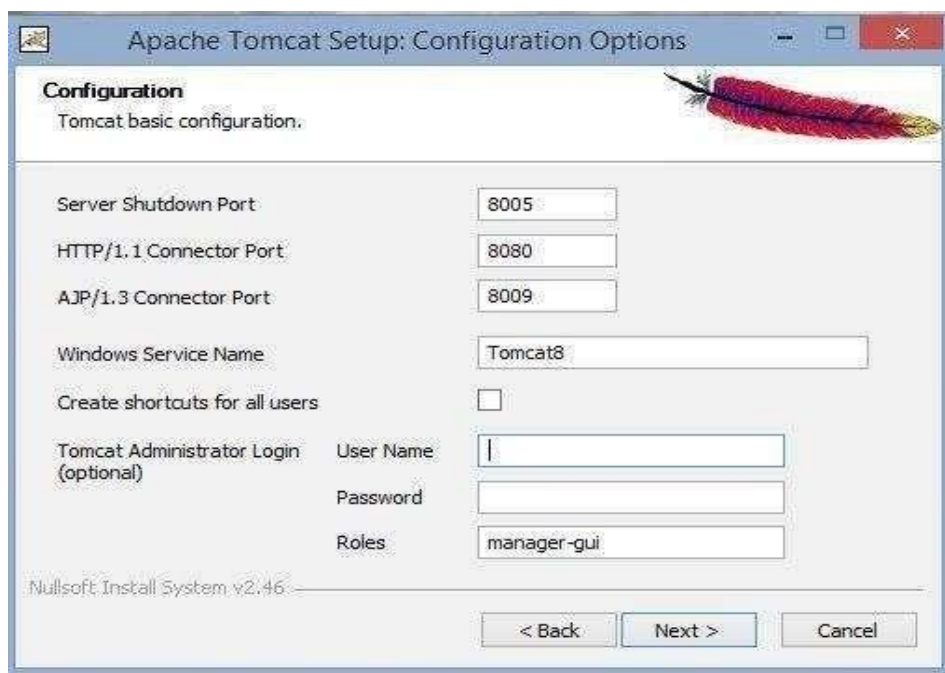 Apache Tomcat Setup: Configuration Options
Configuration
Tomcat basic configuration.
Server Shutdown Port 8005
HTTP/1.1 Connector Port 8080
AJP/1.3 Connector Port 8009
Windows Service Name Tomcat8
Create shortcuts for all users
Tomcat Administrator Login User Name
(optional)
Password
Roles manager-gui
Nullsoft Install System v2.46
< Back Next > Cancel